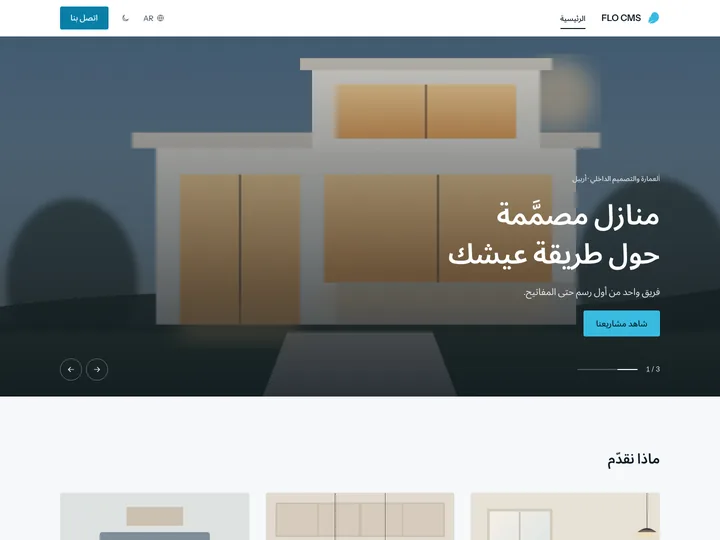 FLO CMS
الرئيسية
AR
اتصل بنا
العمارة والتصميم الداخلي · أربيل
منازل مصمَّمة
حول طريقة عيشك
فريق واحد من أول رسم حتى المفاتيح.
شاهد مشاريعنا
1 / 3
ماذا نقدّم